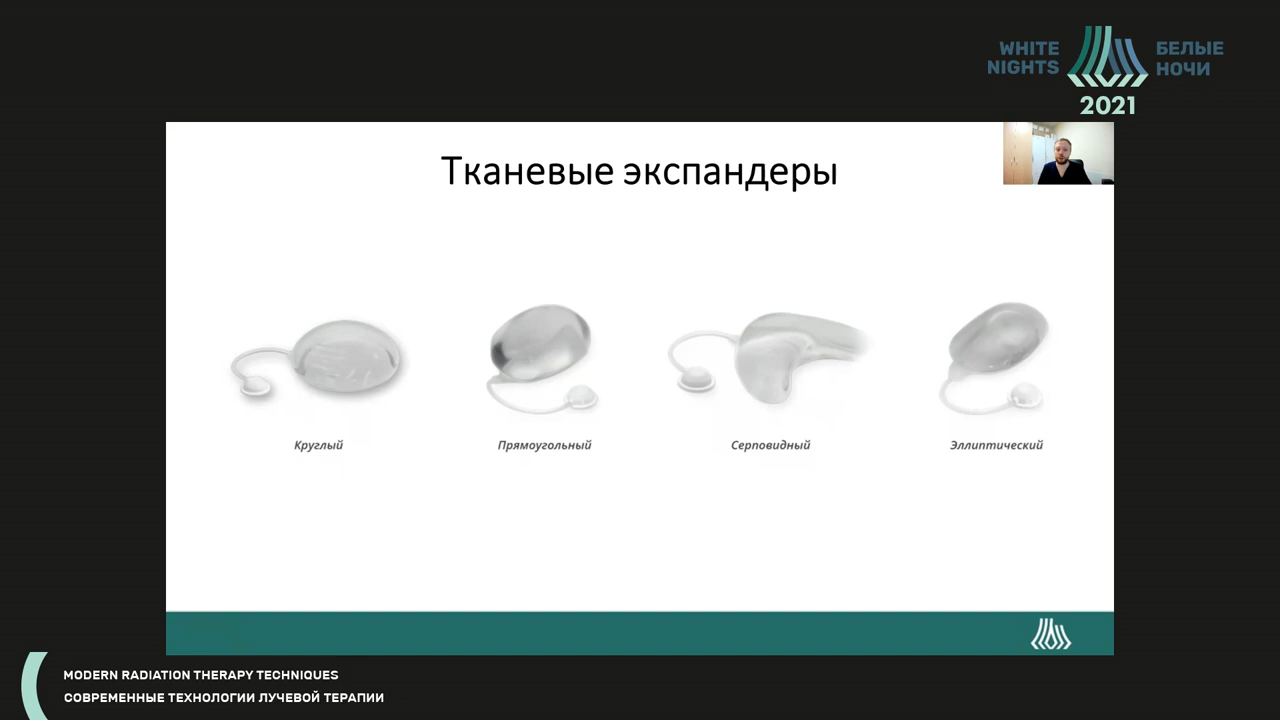 WHITE
NIGHTS
БЕЛЫЕ
НОЧИ
2021
Тканевые экспандеры
Круглый
Прямоугольный
Серповидный
Эллиптический
MODERN RADIATION THERAPY TECHNIQUES
СОВРЕМЕННЫЕ ТЕХНОЛОГИИ ЛУЧЕВОЙ ТЕРАПИИ